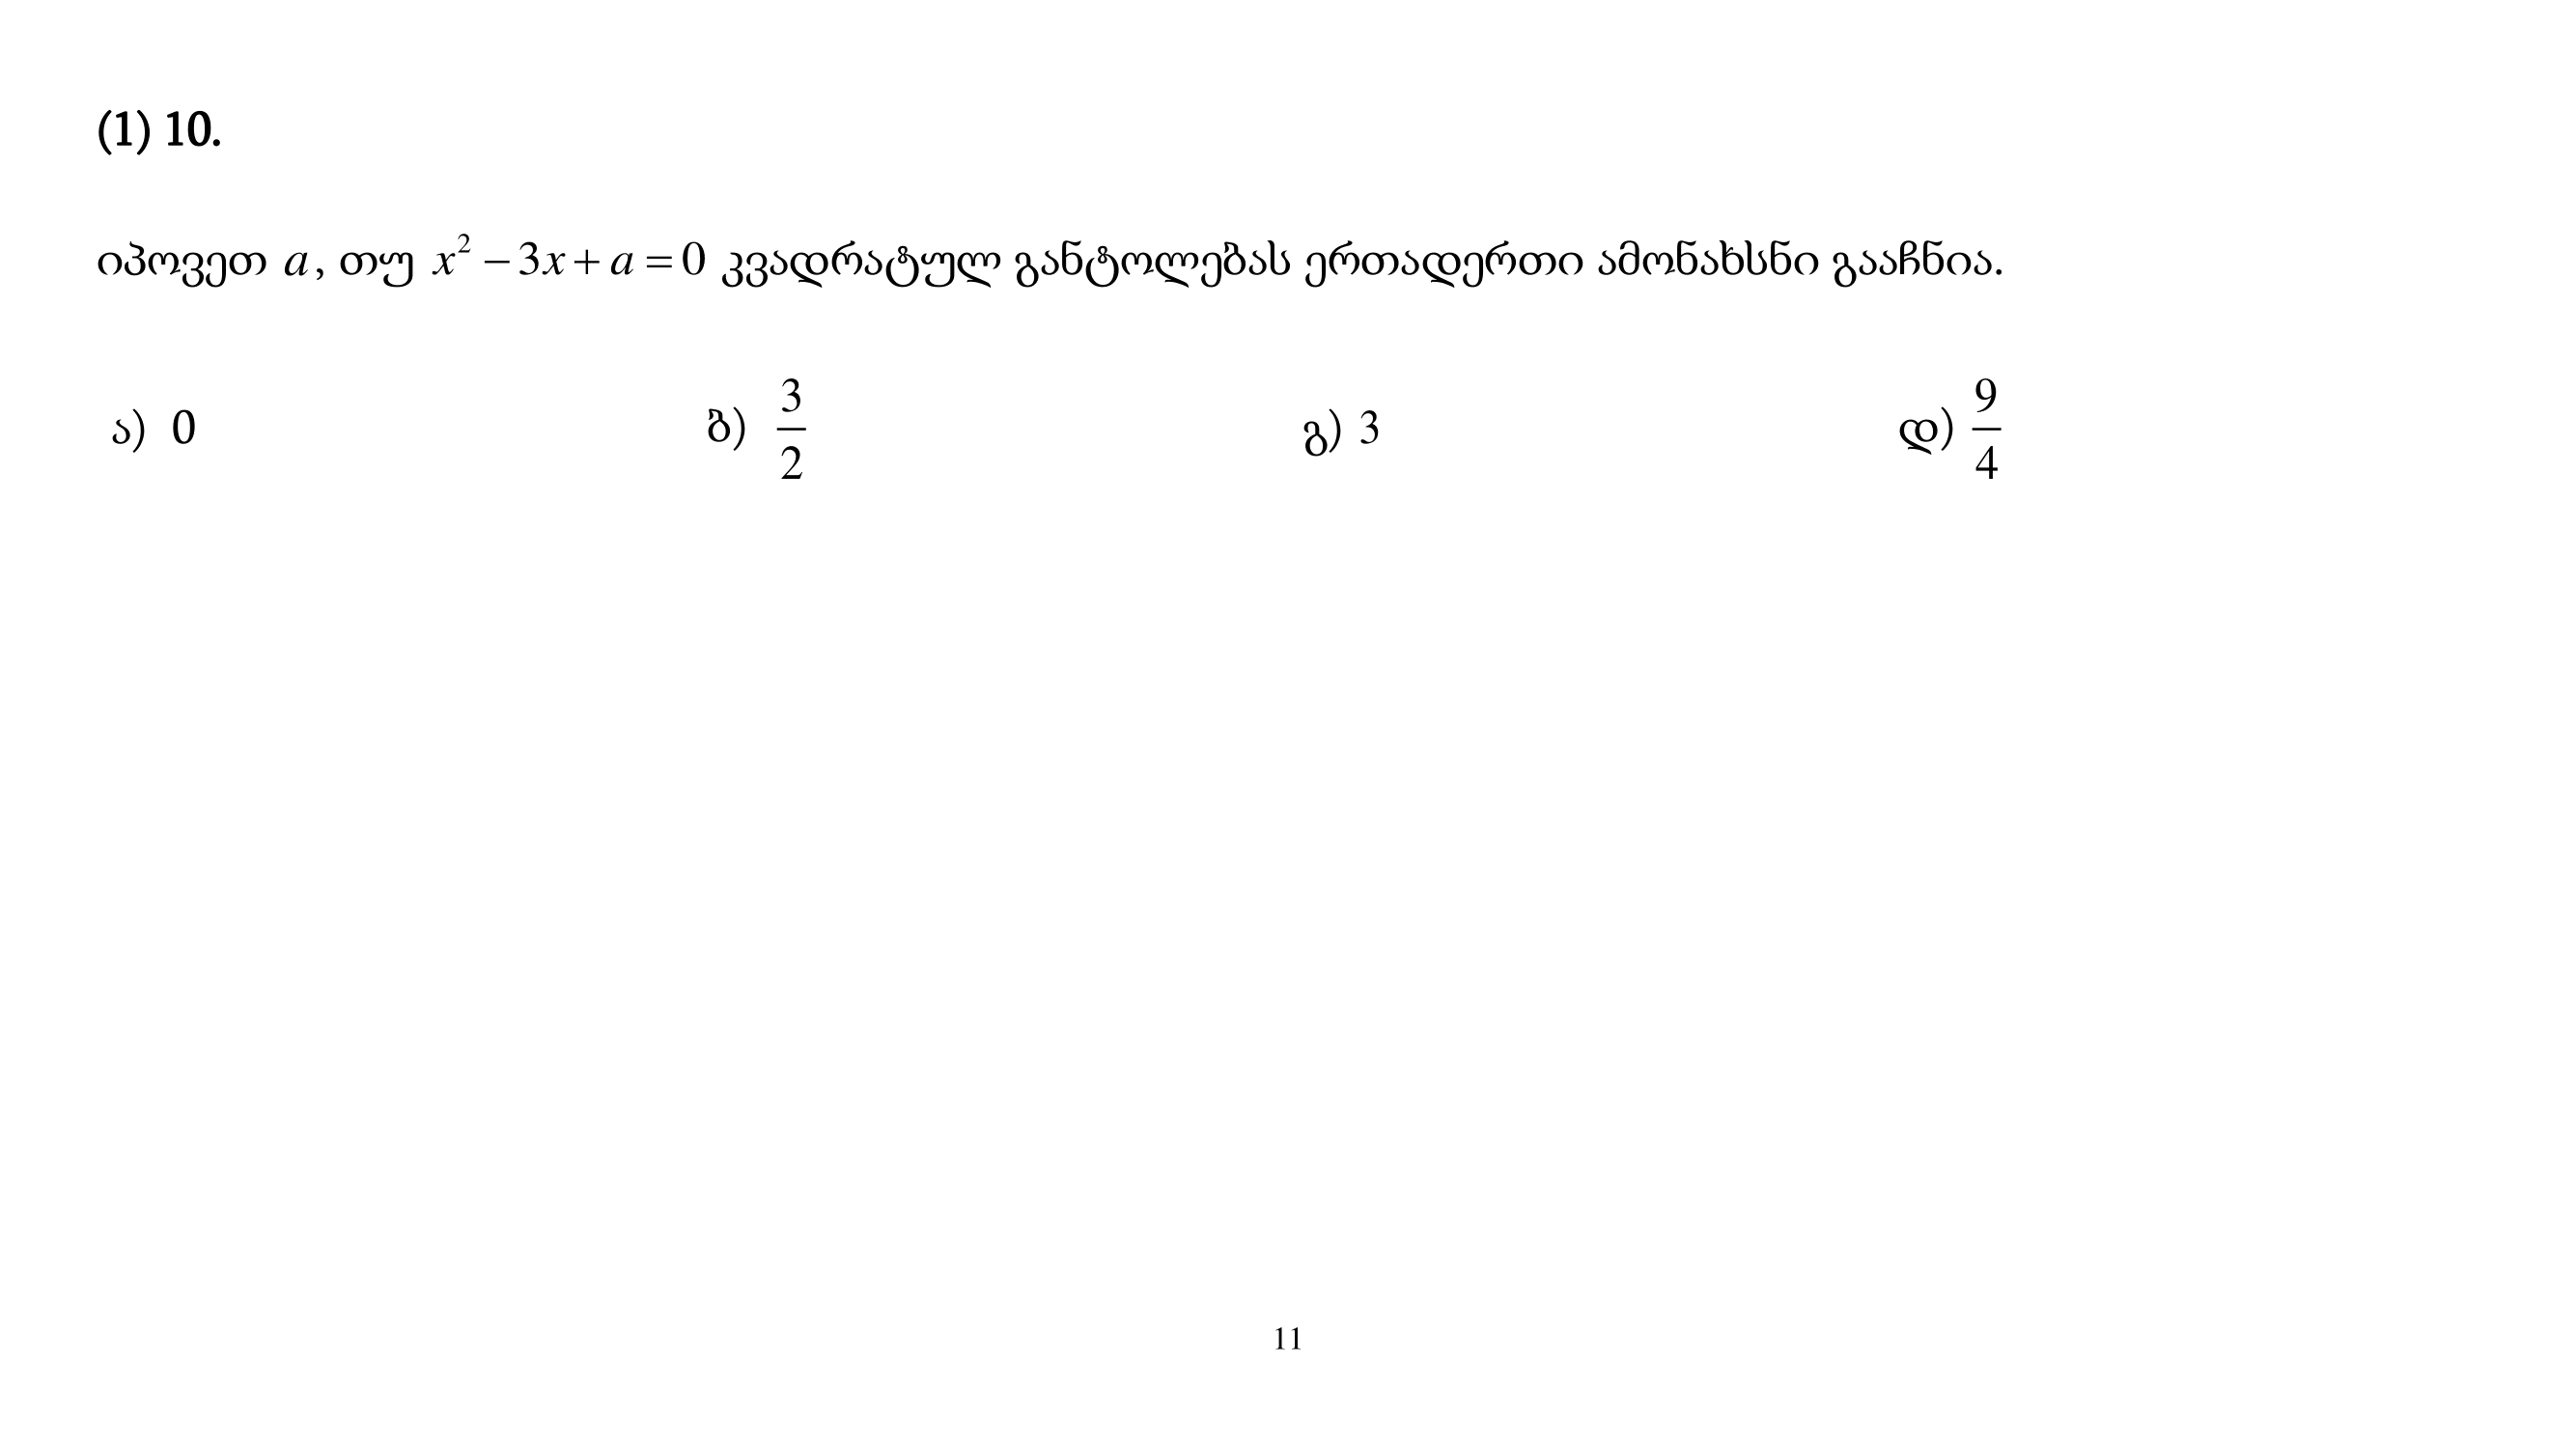 (1) 10.
იპოვეთ a, თუ x² − 3x + a = 0 კვადრატულ განტოლებას ერთადერთი ამონახსნი გააჩნია.
ა) 0 ბ) 3/2 გ) 3 დ) 9/4
11